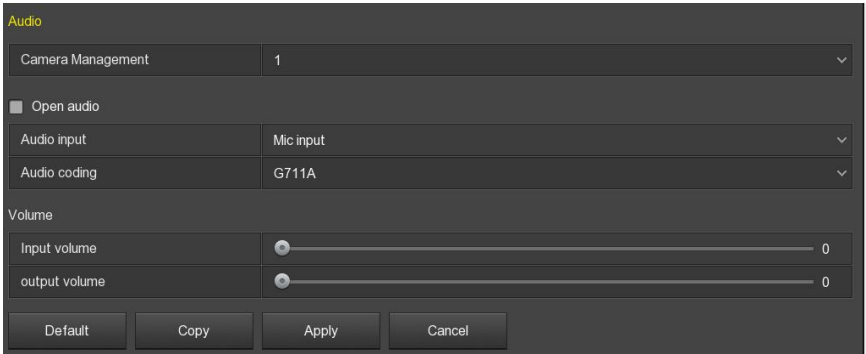 Audio
Camera Management 1
Open audio
Audio input Mic input
Audio coding G711A
Volume
Input volume 0
output volume 0
Default Copy Apply Cancel